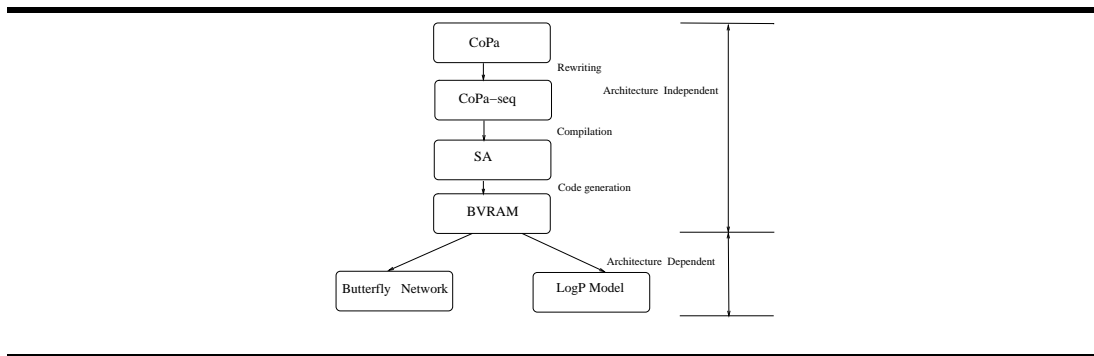 CoPa
Rewriting
Architecture Independent
CoPa−seq
Compilation
SA
Code generation
BVRAM
Architecture Dependent
Butterfly Network
LogP Model